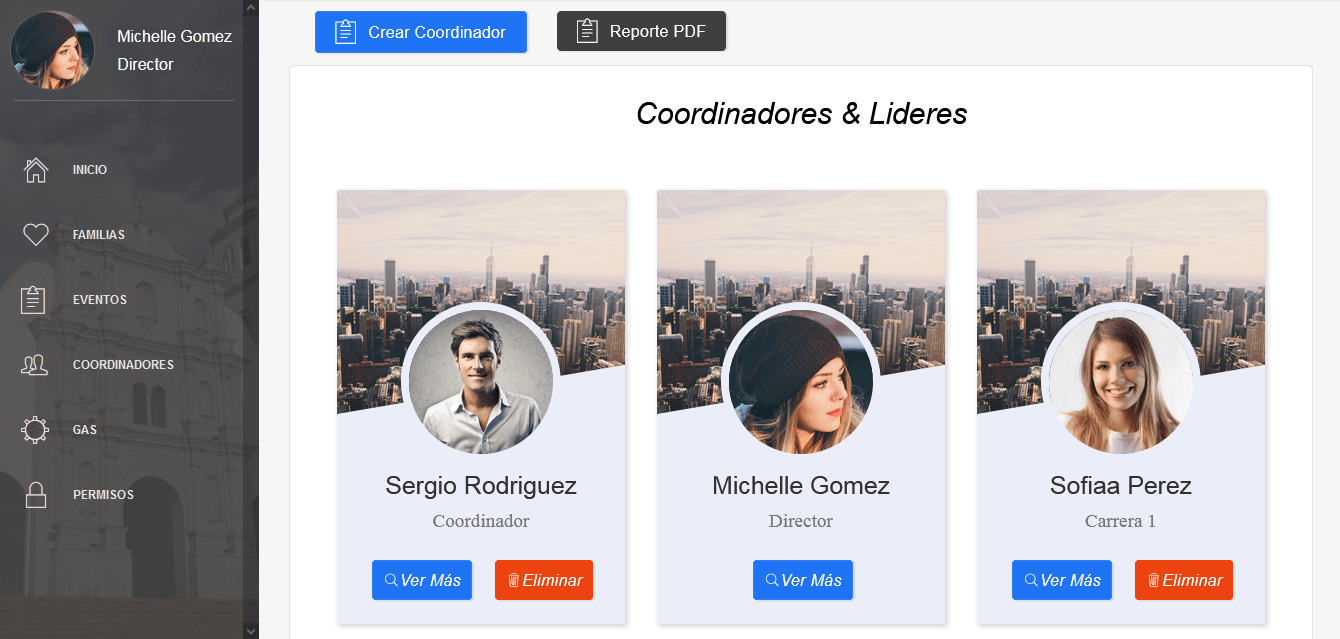 Michelle Gomez
Director
INICIO
FAMILIAS
EVENTOS
COORDINADORES
GAS
PERMISOS
Crear Coordinador
Reporte PDF
Coordinadores & Lideres
Sergio Rodriguez
Coordinador
Ver Más
Eliminar
Michelle Gomez
Director
Ver Más
Sofiaa Perez
Carrera 1
Ver Más
Eliminar